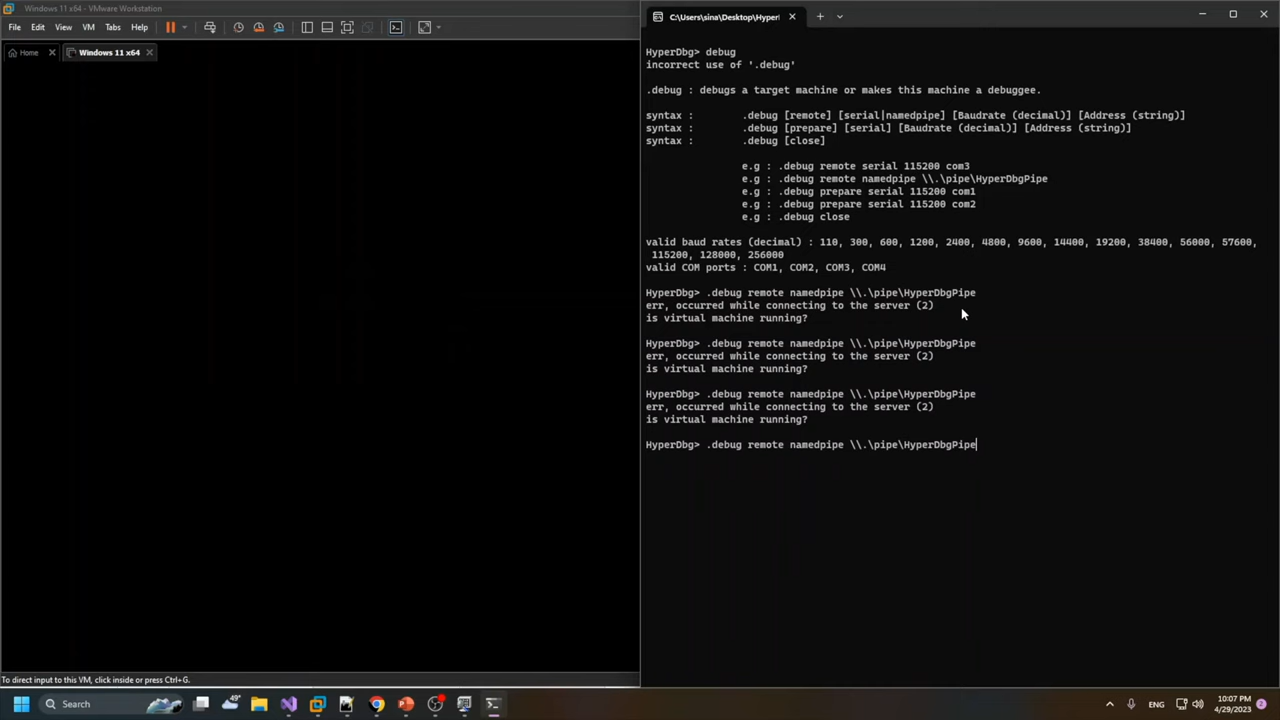 Windows 11 x64 - VMware Workstation
File Edit View VM Tabs Help
Home
Windows 11 x64
C:\Users\sina\Desktop\Hyper
HyperDbg> debug
incorrect use of '.debug'
.debug : debugs a target machine or makes this machine a debuggee.
syntax : .debug [remote] [serial|namedpipe] [Baudrate (decimal)] [Address (string)]
syntax : .debug [prepare] [serial] [Baudrate (decimal)] [Address (string)]
syntax : .debug [close]
e.g : .debug remote serial 115200 com3
e.g : .debug remote namedpipe \\.\pipe\HyperDbgPipe
e.g : .debug prepare serial 115200 com1
e.g : .debug prepare serial 115200 com2
e.g : .debug close
valid baud rates (decimal) : 110, 300, 600, 1200, 2400, 4800, 9600, 14400, 19200, 38400, 56000, 57600,
115200, 128000, 256000
valid COM ports : COM1, COM2, COM3, COM4
HyperDbg> .debug remote namedpipe \\.\pipe\HyperDbgPipe
err, occurred while connecting to the server (2)
is virtual machine running?
HyperDbg> .debug remote namedpipe \\.\pipe\HyperDbgPipe
err, occurred while connecting to the server (2)
is virtual machine running?
HyperDbg> .debug remote namedpipe \\.\pipe\HyperDbgPipe
err, occurred while connecting to the server (2)
is virtual machine running?
HyperDbg> .debug remote namedpipe \\.\pipe\HyperDbgPipe
To direct input to this VM, click inside or press Ctrl+G.
Search
49°
ENG
10:07 PM
4/29/2023
2